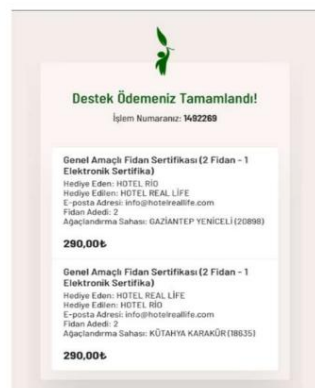 Destek Ödemeniz Tamamlandı!
İşlem Numaranız: 1492269
Genel Amaçlı Fidan Sertifikası (2 Fidan - 1
Elektronik Sertifika)
Hediye Eden: HOTEL RİO
Hediye Edilen: HOTEL REAL LİFE
E-posta Adresi: info@hotelreallife.com
Fidan Adedi: 2
Ağaçlandırma Sahası: GAZİANTEP YENİCELİ (20898)
290,00₺
Genel Amaçlı Fidan Sertifikası (2 Fidan - 1
Elektronik Sertifika)
Hediye Eden: HOTEL REAL LİFE
Hediye Edilen: HOTEL RİO
E-posta Adresi: info@hotelreallife.com
Fidan Adedi: 2
Ağaçlandırma Sahası: KÜTAHYA KARAKÜR (18635)
290,00₺